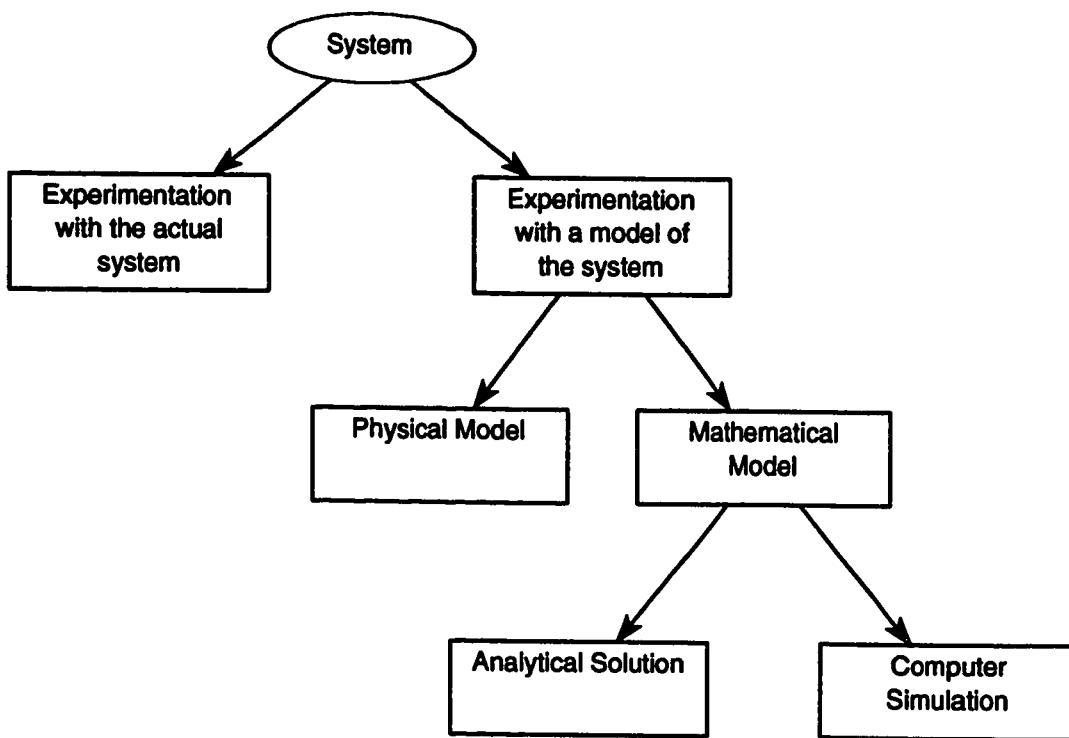 System
Experimentation
with the actual
system
Experimentation
with a model of
the system
Physical Model
Mathematical
Model
Analytical Solution
Computer
Simulation